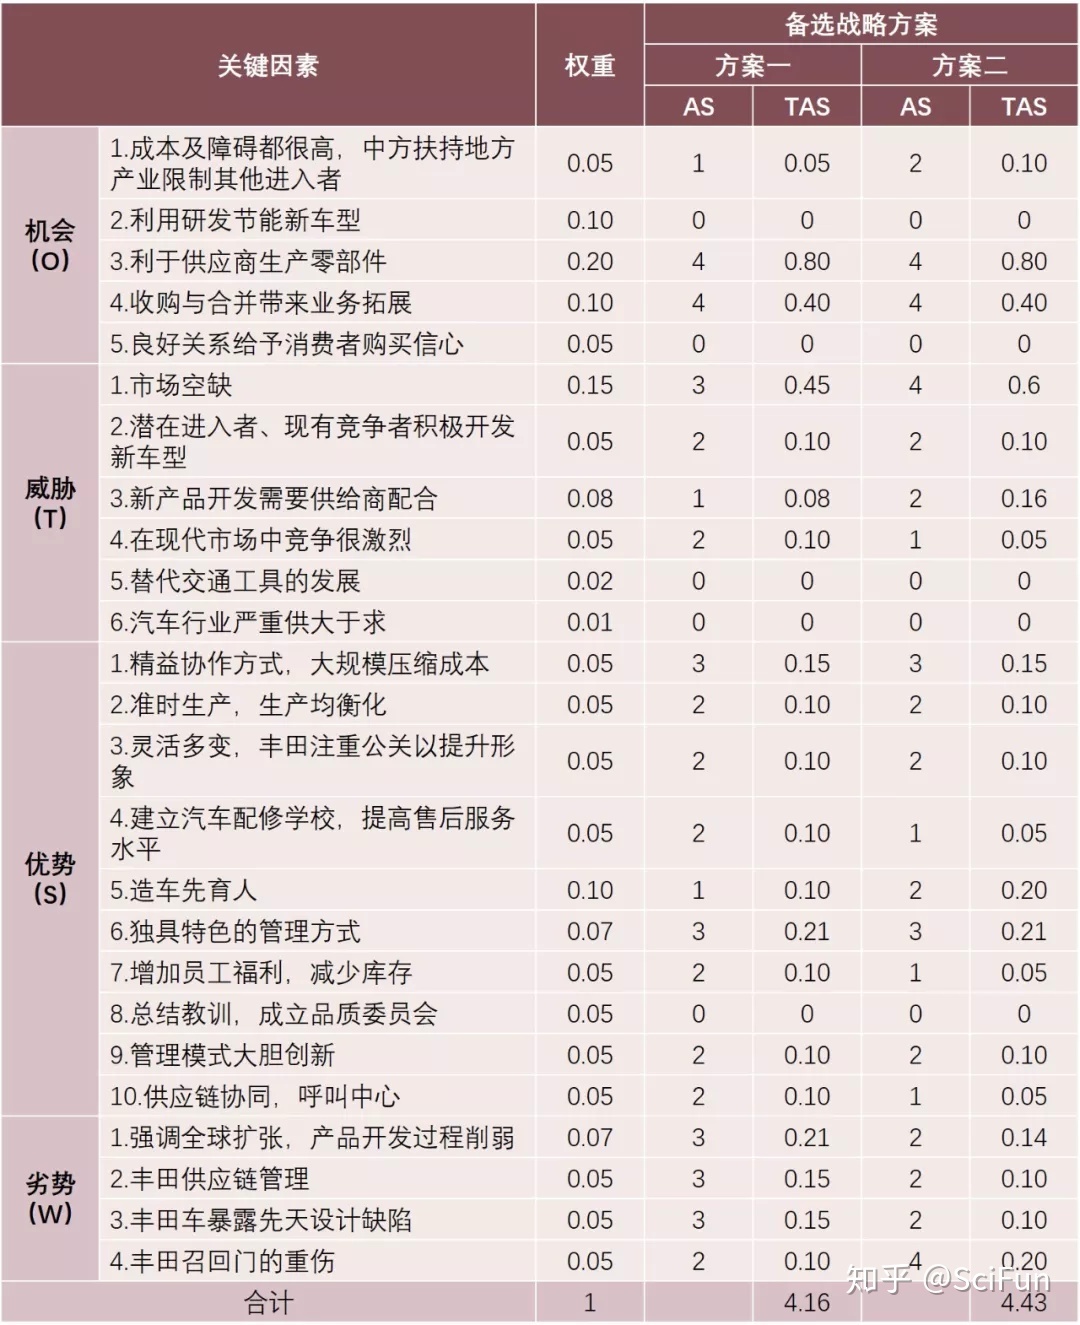 关键因素 权重 备选战略方案
方案一 方案二
AS TAS AS TAS
机会
(O)
1.成本及障碍都很高，中方扶持地方
产业限制其他进入者 0.05 1 0.05 2 0.10
2.利用研发节能新车型 0.10 0 0 0 0
3.利于供应商生产零部件 0.20 4 0.80 4 0.80
4.收购与合并带来业务拓展 0.10 4 0.40 4 0.40
5.良好关系给予消费者购买信心 0.05 0 0 0 0
威胁
(T)
1.市场空缺 0.15 3 0.45 4 0.6
2.潜在进入者、现有竞争者积极开发
新车型 0.05 2 0.10 2 0.10
3.新产品开发需要供给商配合 0.08 1 0.08 2 0.16
4.在现代市场中竞争很激烈 0.05 2 0.10 1 0.05
5.替代交通工具的发展 0.02 0 0 0 0
6.汽车行业严重供大于求 0.01 0 0 0 0
优势
(S)
1.精益协作方式，大规模压缩成本 0.05 3 0.15 3 0.15
2.准时生产，生产均衡化 0.05 2 0.10 2 0.10
3.灵活多变，丰田注重公关以提升形
象 0.05 2 0.10 2 0.10
4.建立汽车配修学校，提高售后服务
水平 0.05 2 0.10 1 0.05
5.造车先育人 0.10 1 0.10 2 0.20
6.独具特色的管理方式 0.07 3 0.21 3 0.21
7.增加员工福利，减少库存 0.05 2 0.10 1 0.05
8.总结教训，成立品质委员会 0.05 0 0 0 0
9.管理模式大胆创新 0.05 2 0.10 2 0.10
10.供应链协同，呼叫中心 0.05 2 0.10 1 0.05
劣势
(W)
1.强调全球扩张，产品开发过程削弱 0.07 3 0.21 2 0.14
2.丰田供应链管理 0.05 3 0.15 2 0.10
3.丰田车暴露先天设计缺陷 0.05 3 0.15 2 0.10
4.丰田召回门的重伤 0.05 2 0.10 4 0.20
合计 1 4.16 4.43
知乎 @SciFun